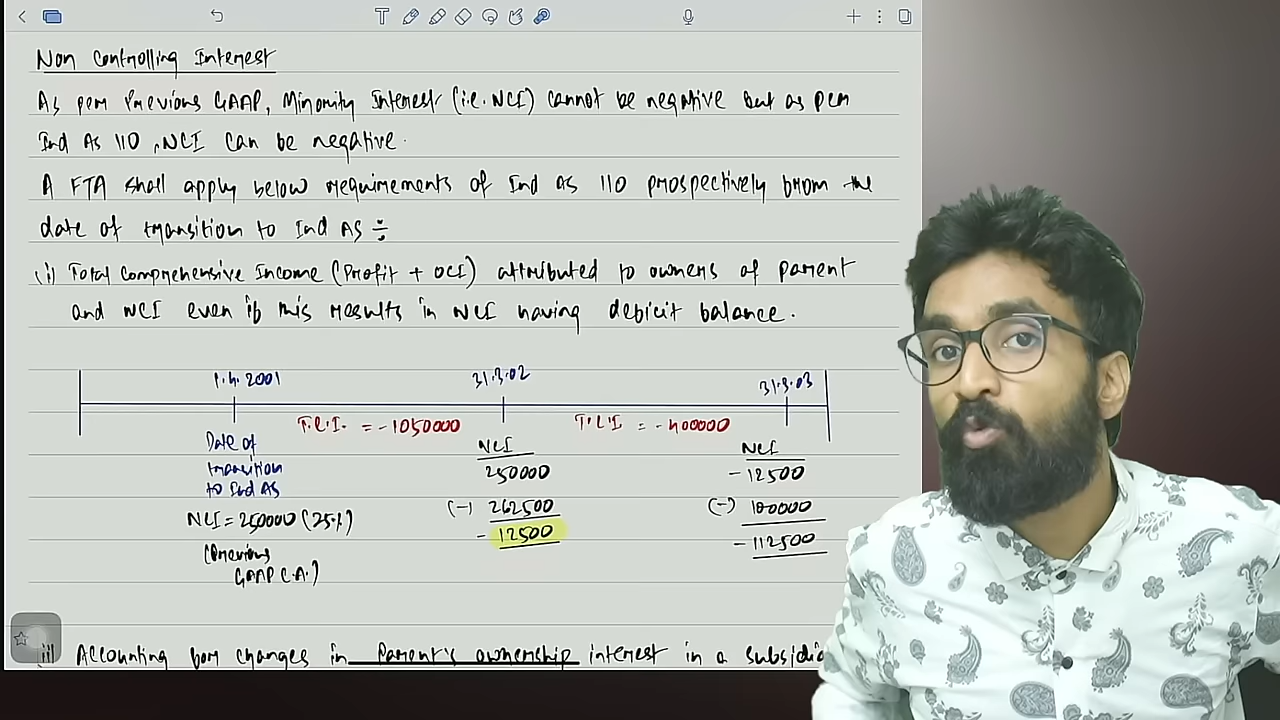 Non Controlling Interest
As per Previous GAAP, Minority Interest (i.e. NCI) cannot be negative but as per
Ind As 110, NCI can be negative.
A FTA shall apply below requirements of Ind AS 110 prospectively from the
date of transition to Ind AS ÷
(i) Total Comprehensive Income (Profit + OCI) attributed to owners of parent
and NCI even if this results in NCI having deficit balance.
1.4.2001 31.3.02 31.3.03
T.C.I. = -1050000 T.C.I = -400000
Date of
transition
to Ind AS
NCI = 250000 (25%)
(Previous
GAAP C.A.)
NCI
250000
(-) 262500
- 12500
NCI
- 12500
(-) 100000
- 112500
Accounting for changes in Parent's ownership interest in a subsidia